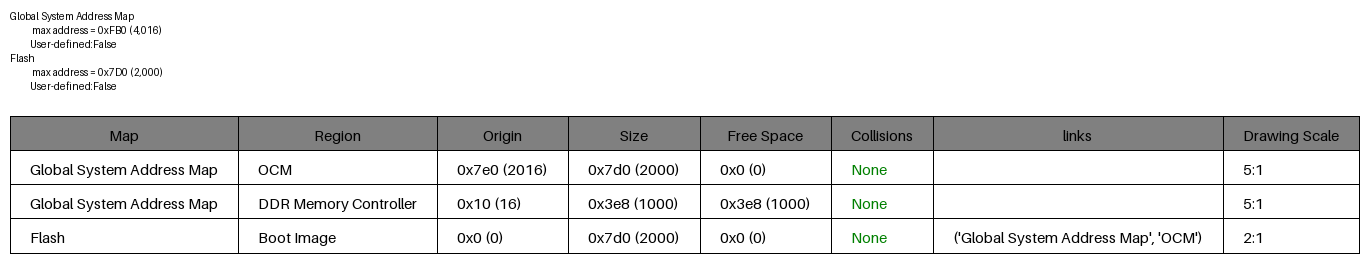 Global System Address Map
max address = 0xFB0 (4,016)
User-defined:False
Flash
max address = 0x7D0 (2,000)
User-defined:False
Map Region Origin Size Free Space Collisions links Drawing Scale
Global System Address Map OCM 0x7e0 (2016) 0x7d0 (2000) 0x0 (0) None 5:1
Global System Address Map DDR Memory Controller 0x10 (16) 0x3e8 (1000) 0x3e8 (1000) None 5:1
Flash Boot Image 0x0 (0) 0x7d0 (2000) 0x0 (0) None ('Global System Address Map', 'OCM') 2:1